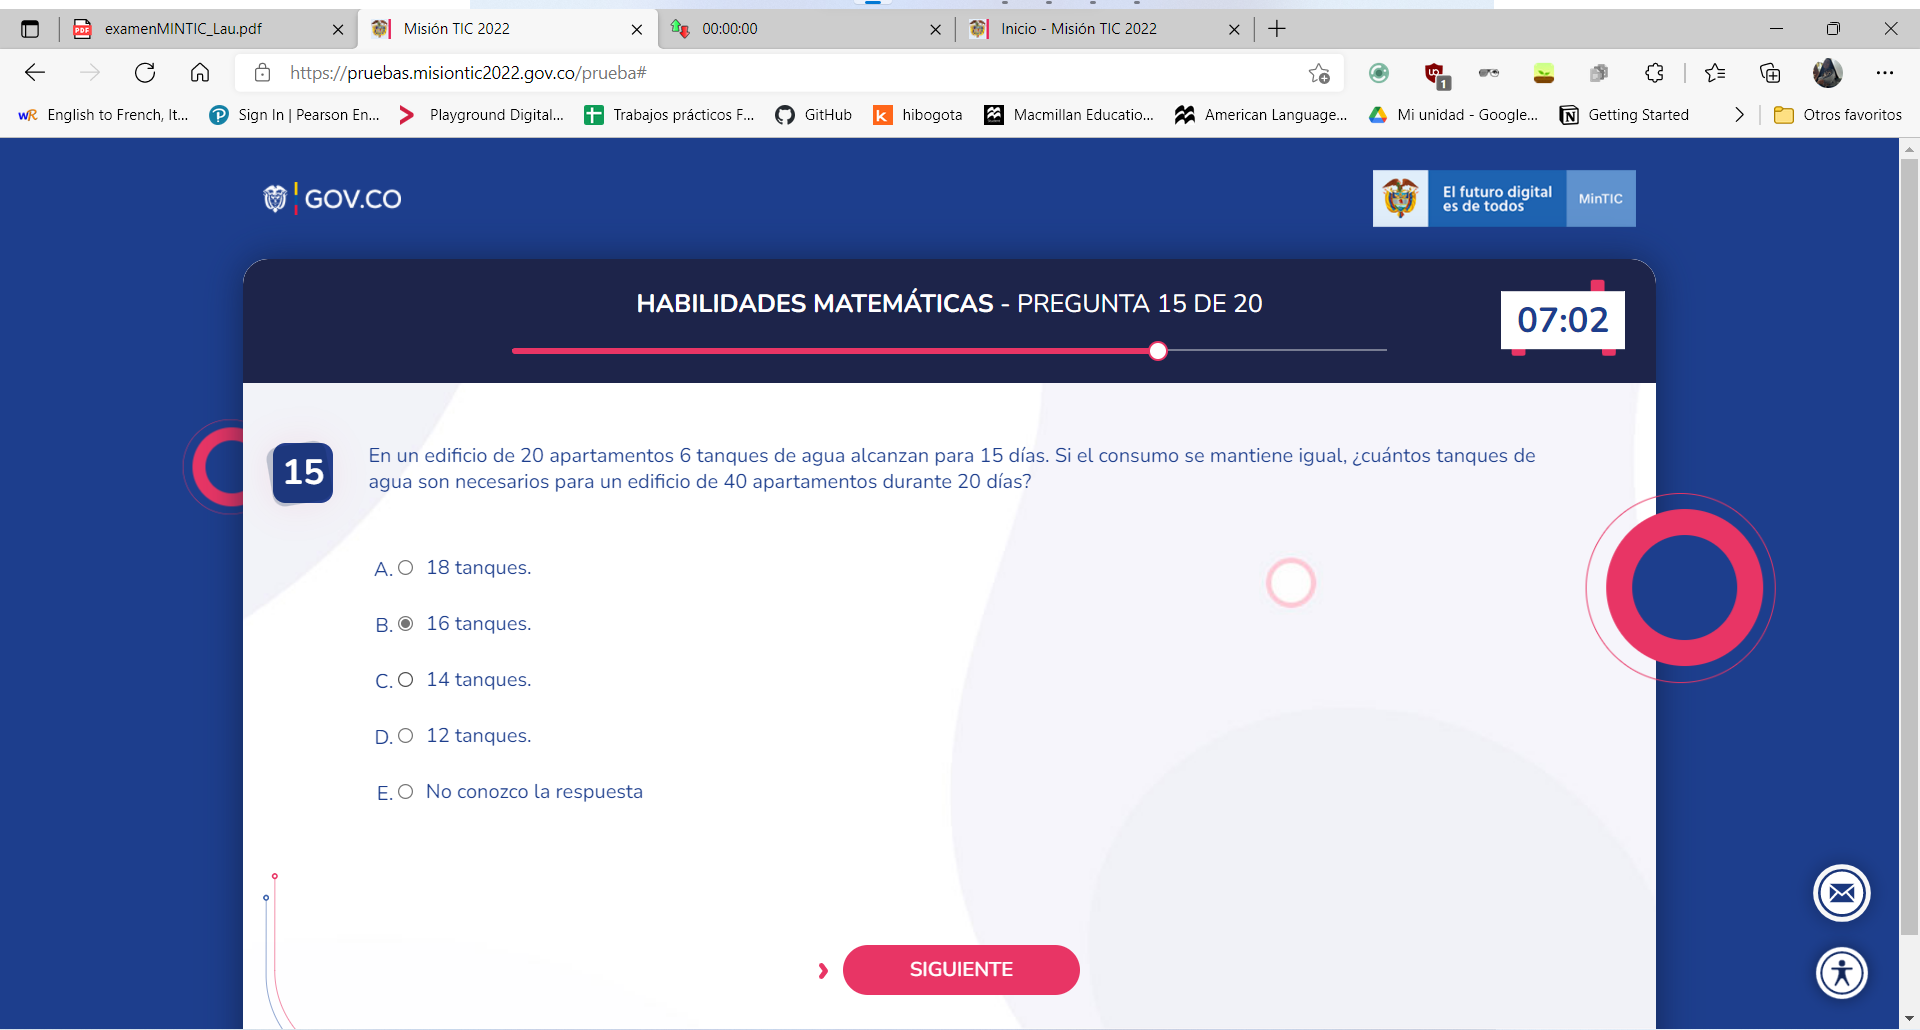 examenMINTIC_Lau.pdf
Misión TIC 2022
00:00:00
Inicio - Misión TIC 2022
https://pruebas.misiontic2022.gov.co/prueba#
1
English to French, It...
Sign In | Pearson En...
Playground Digital...
Trabajos prácticos F...
GitHub
hibogota
Macmillan Educatio...
American Language...
Mi unidad - Google...
Getting Started
Otros favoritos
GOV.CO
El futuro digital
es de todos
MinTIC
HABILIDADES MATEMÁTICAS - PREGUNTA 15 DE 20
07:02
15
En un edificio de 20 apartamentos 6 tanques de agua alcanzan para 15 días. Si el consumo se mantiene igual, ¿cuántos tanques de
agua son necesarios para un edificio de 40 apartamentos durante 20 días?
A. 18 tanques.
B. 16 tanques.
C. 14 tanques.
D. 12 tanques.
E. No conozco la respuesta
SIGUIENTE